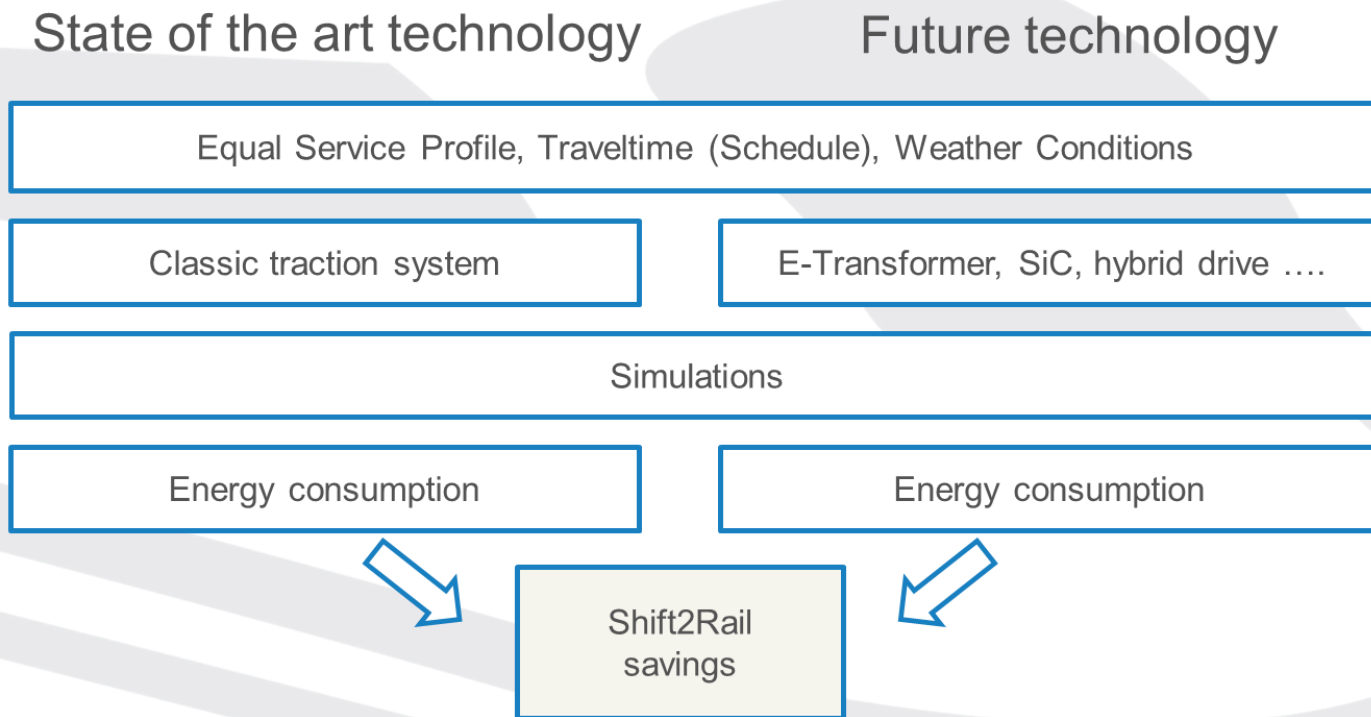 State of the art technology
Future technology
Equal Service Profile, Traveltime (Schedule), Weather Conditions
Classic traction system
E-Transformer, SiC, hybrid drive ....
Simulations
Energy consumption
Energy consumption
Shift2Rail
savings